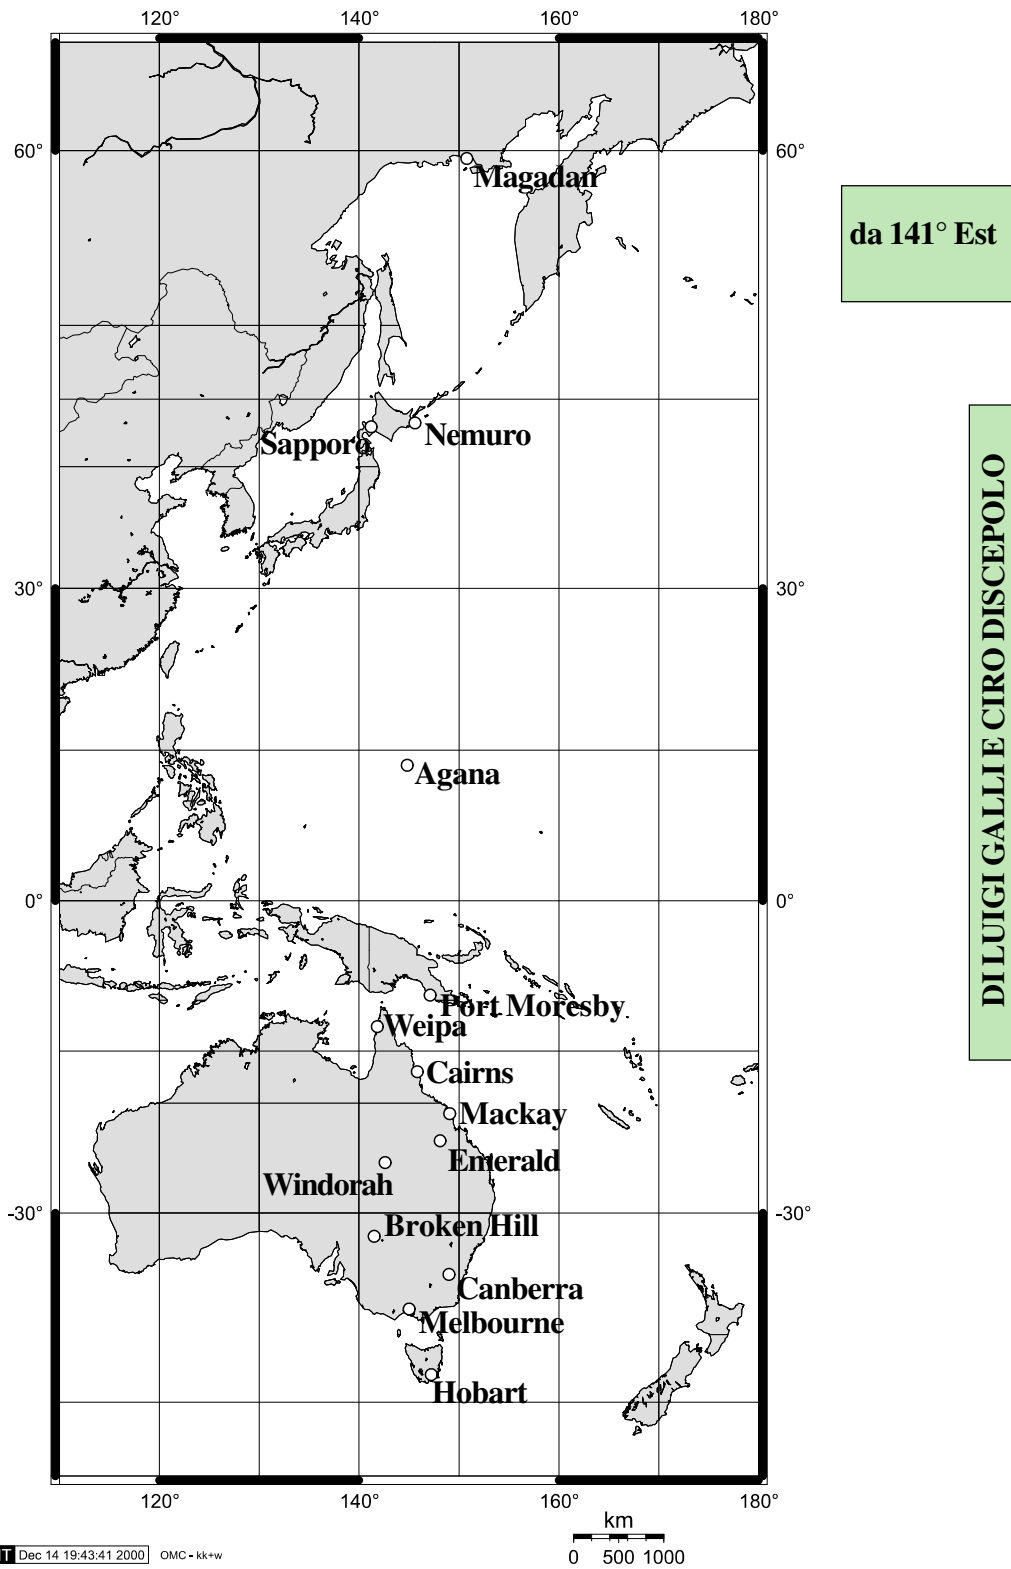 120° 140° 160° 180°
60° 60°
Magadan
da 141° Est
Sapporo Nemuro
DI LUIGI GALLI E CIRO DISCEPOLO
30° 30°
Agana
0° 0°
Port Moresby
Weipa
Cairns
Mackay
Emerald
Windorah
-30° -30°
Broken Hill
Canberra
Melbourne
Hobart
120° 140° 160° 180°
km
0 500 1000
Dec 14 19:43:41 2000 OMC - kk+w